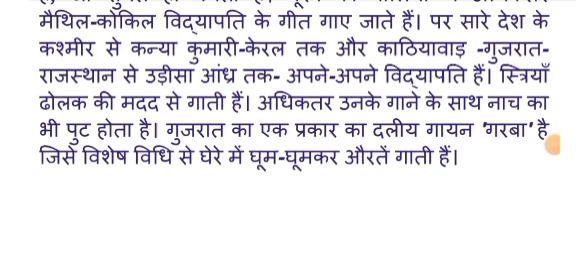 मैथिल-कोकिल विद्यापति के गीत गाए जाते हैं। पर सारे देश के
कश्मीर से कन्या कुमारी-केरल तक और काठियावाड़ -गुजरात-
राजस्थान से उड़ीसा आंध्र तक- अपने-अपने विद्यापति हैं। स्त्रियाँ
ढोलक की मदद से गाती हैं। अधिकतर उनके गाने के साथ नाच का
भी पुट होता है। गुजरात का एक प्रकार का दलीय गायन 'गरबा' है
जिसे विशेष विधि से घेरे में घूम-घूमकर औरतें गाती हैं।